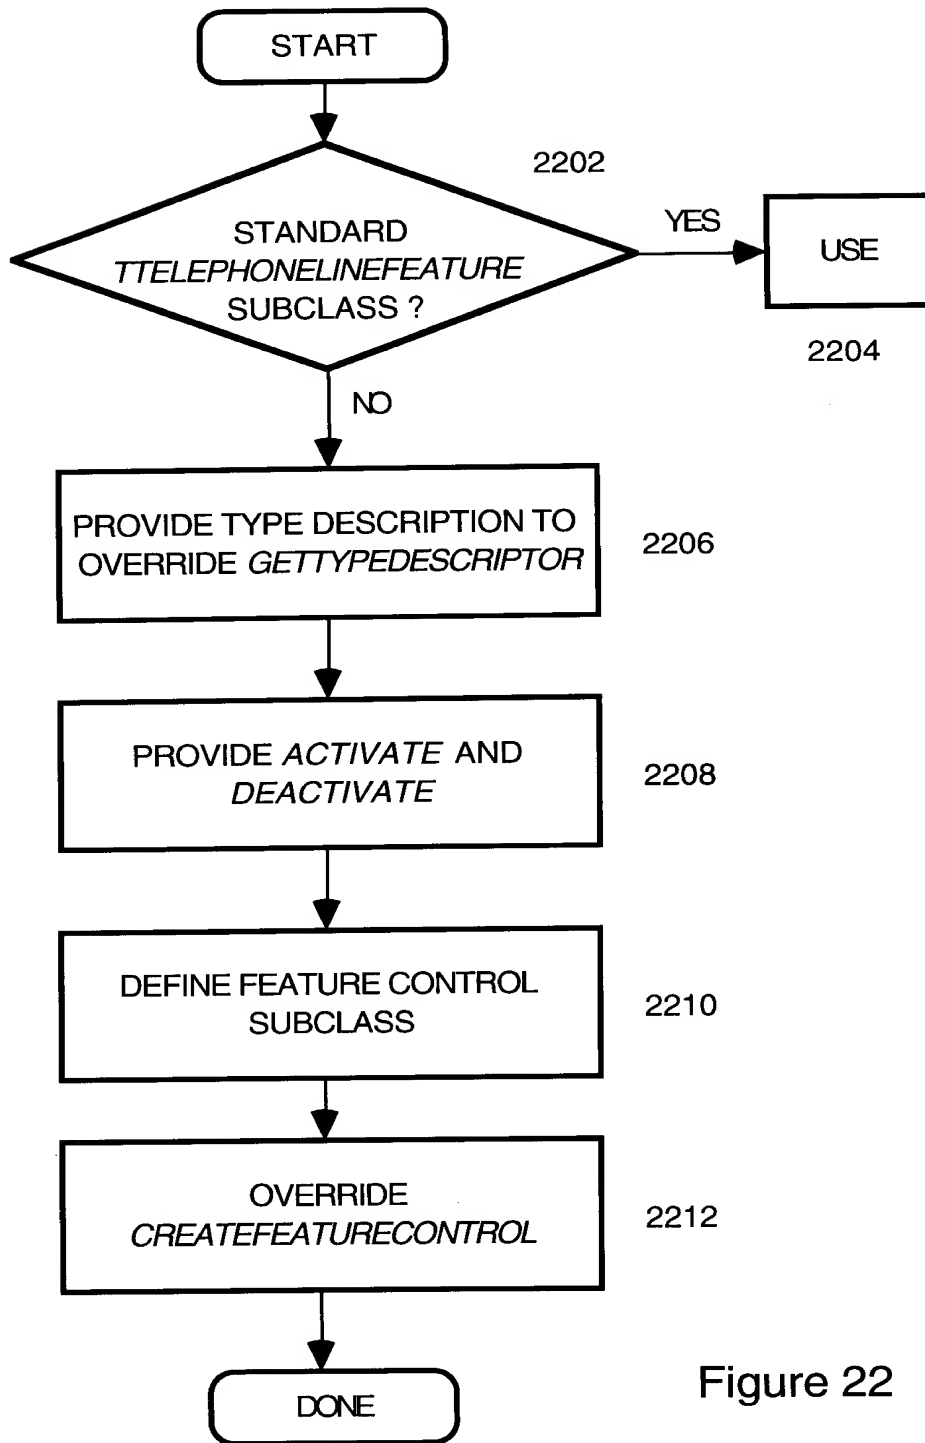 START
2202
STANDARD
TTELEPHONELINEFEATURE
SUBCLASS ?
YES
USE
2204
NO
PROVIDE TYPE DESCRIPTION TO
OVERRIDE GETTYPEDESCRIPTOR
2206
PROVIDE ACTIVATE AND
DEACTIVATE
2208
DEFINE FEATURE CONTROL
SUBCLASS
2210
OVERRIDE
CREATEFEATURECONTROL
2212
DONE
Figure 22